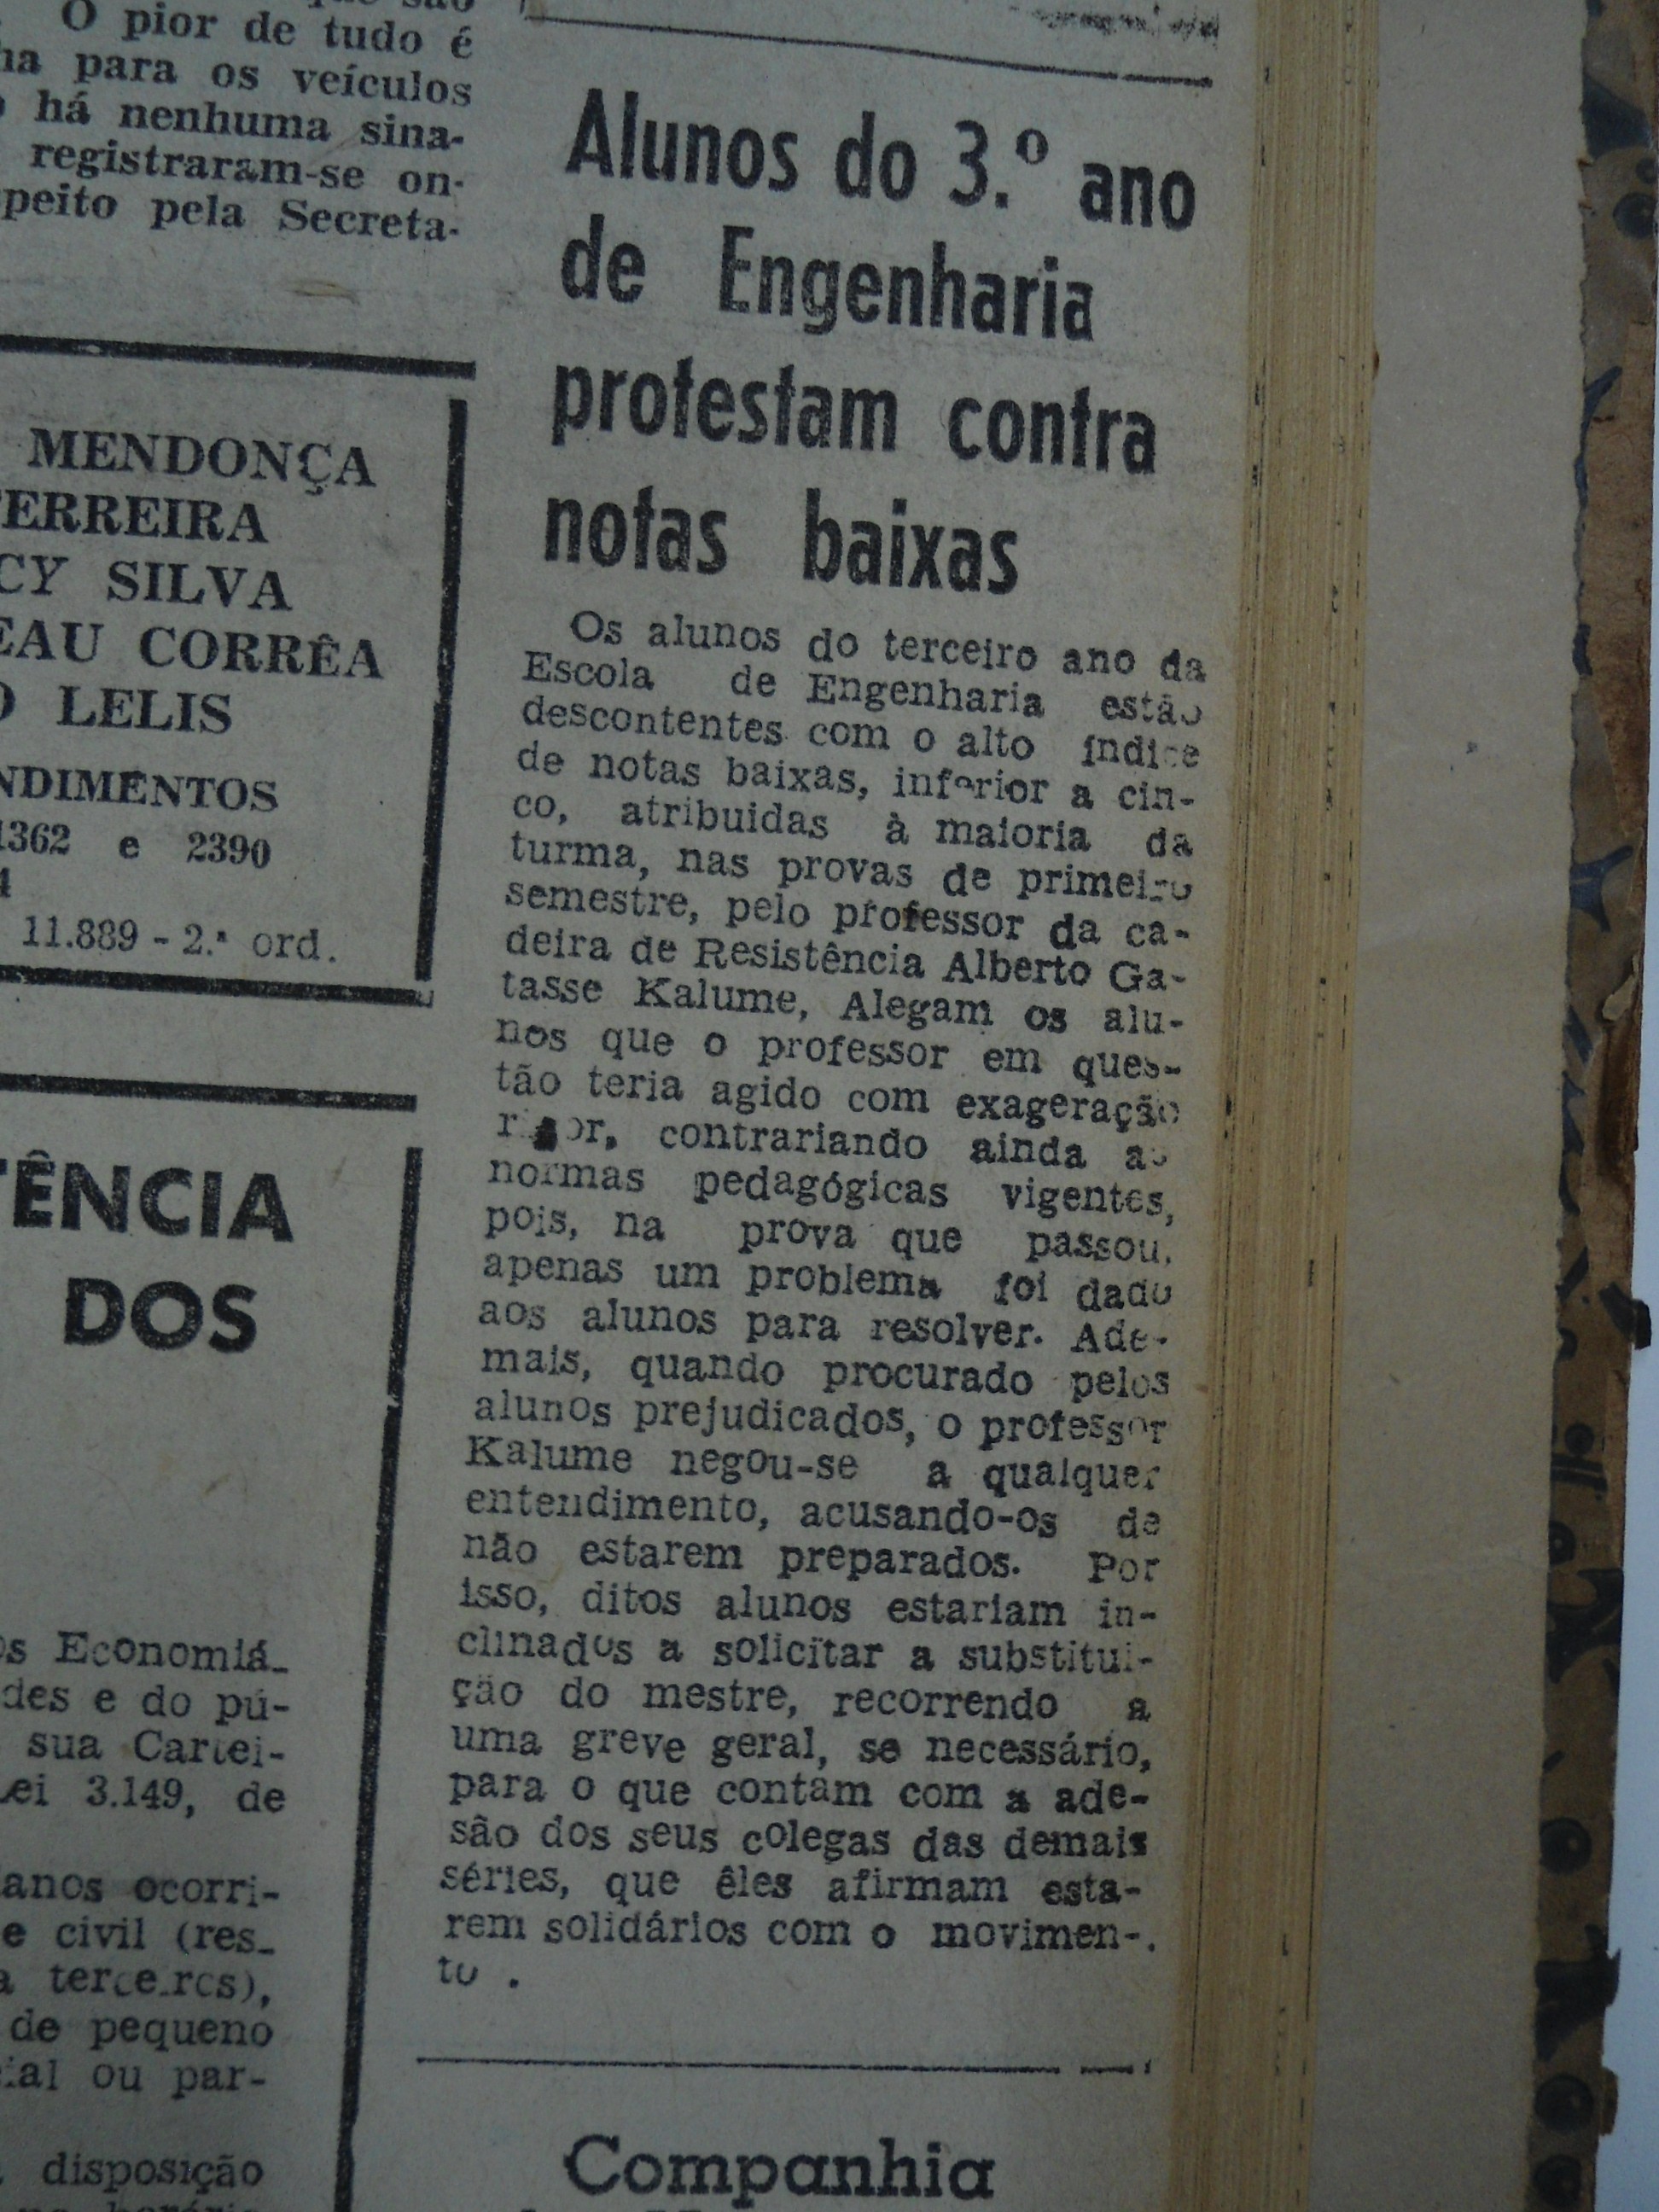 O pior de tudo é
para os veículos
há nenhuma sina-
registraram-se on-
peito pela Secreta-
MENDONÇA
ERREIRA
CY SILVA
EAU CORRÊA
LELIS
NDIMENTOS
1362 e 2390
11.889 - 2.ª ord.
ÊNCIA
DOS
os Economiá-
des e do pú-
sua Cartei-
Lei 3.149, de
anos ocorri-
e civil (res-
a terceiros),
de pequeno
ial ou par-
disposição
Alunos do 3.º ano
de Engenharia
protestam contra
notas baixas
Os alunos do terceiro ano da
Escola de Engenharia estão
descontentes com o alto índice
de notas baixas, inferior a cin-
co, atribuidas à maioria da
turma, nas provas de primeiro
semestre, pelo professor da ca-
deira de Resistência Alberto Ga-
tasse Kalume, Alegam os alu-
nos que o professor em ques-
tão teria agido com exageração
rigor, contrariando ainda as
normas pedagógicas vigentes,
pois, na prova que passou,
apenas um problema foi dado
aos alunos para resolver. Ade-
mais, quando procurado pelos
alunos prejudicados, o professor
Kalume negou-se a qualquer
entendimento, acusando-os de
não estarem preparados. Por
isso, ditos alunos estariam in-
clinados a solicitar a substitui-
ção do mestre, recorrendo a
uma greve geral, se necessário,
para o que contam com a ade-
são dos seus colegas das demais
séries, que êles afirmam esta-
rem solidários com o movimen-.
to .
Companhia